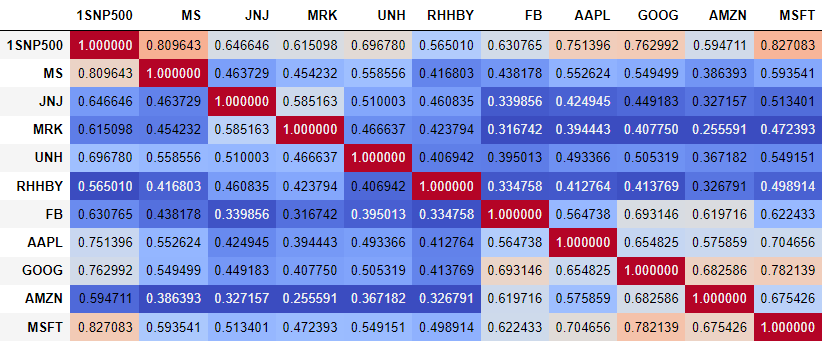 1SNP500 MS JNJ MRK UNH RHHBY FB AAPL GOOG AMZN MSFT
1SNP500 1.000000 0.809643 0.646646 0.615098 0.696780 0.565010 0.630765 0.751396 0.762992 0.594711 0.827083
MS 0.809643 1.000000 0.463729 0.454232 0.558556 0.416803 0.438178 0.552624 0.549499 0.386393 0.593541
JNJ 0.646646 0.463729 1.000000 0.585163 0.510003 0.460835 0.339856 0.424945 0.449183 0.327157 0.513401
MRK 0.615098 0.454232 0.585163 1.000000 0.466637 0.423794 0.316742 0.394443 0.407750 0.255591 0.472393
UNH 0.696780 0.558556 0.510003 0.466637 1.000000 0.406942 0.395013 0.493366 0.505319 0.367182 0.549151
RHHBY 0.565010 0.416803 0.460835 0.423794 0.406942 1.000000 0.334758 0.412764 0.413769 0.326791 0.498914
FB 0.630765 0.438178 0.339856 0.316742 0.395013 0.334758 1.000000 0.564738 0.693146 0.619716 0.622433
AAPL 0.751396 0.552624 0.424945 0.394443 0.493366 0.412764 0.564738 1.000000 0.654825 0.575859 0.704656
GOOG 0.762992 0.549499 0.449183 0.407750 0.505319 0.413769 0.693146 0.654825 1.000000 0.682586 0.782139
AMZN 0.594711 0.386393 0.327157 0.255591 0.367182 0.326791 0.619716 0.575859 0.682586 1.000000 0.675426
MSFT 0.827083 0.593541 0.513401 0.472393 0.549151 0.498914 0.622433 0.704656 0.782139 0.675426 1.000000